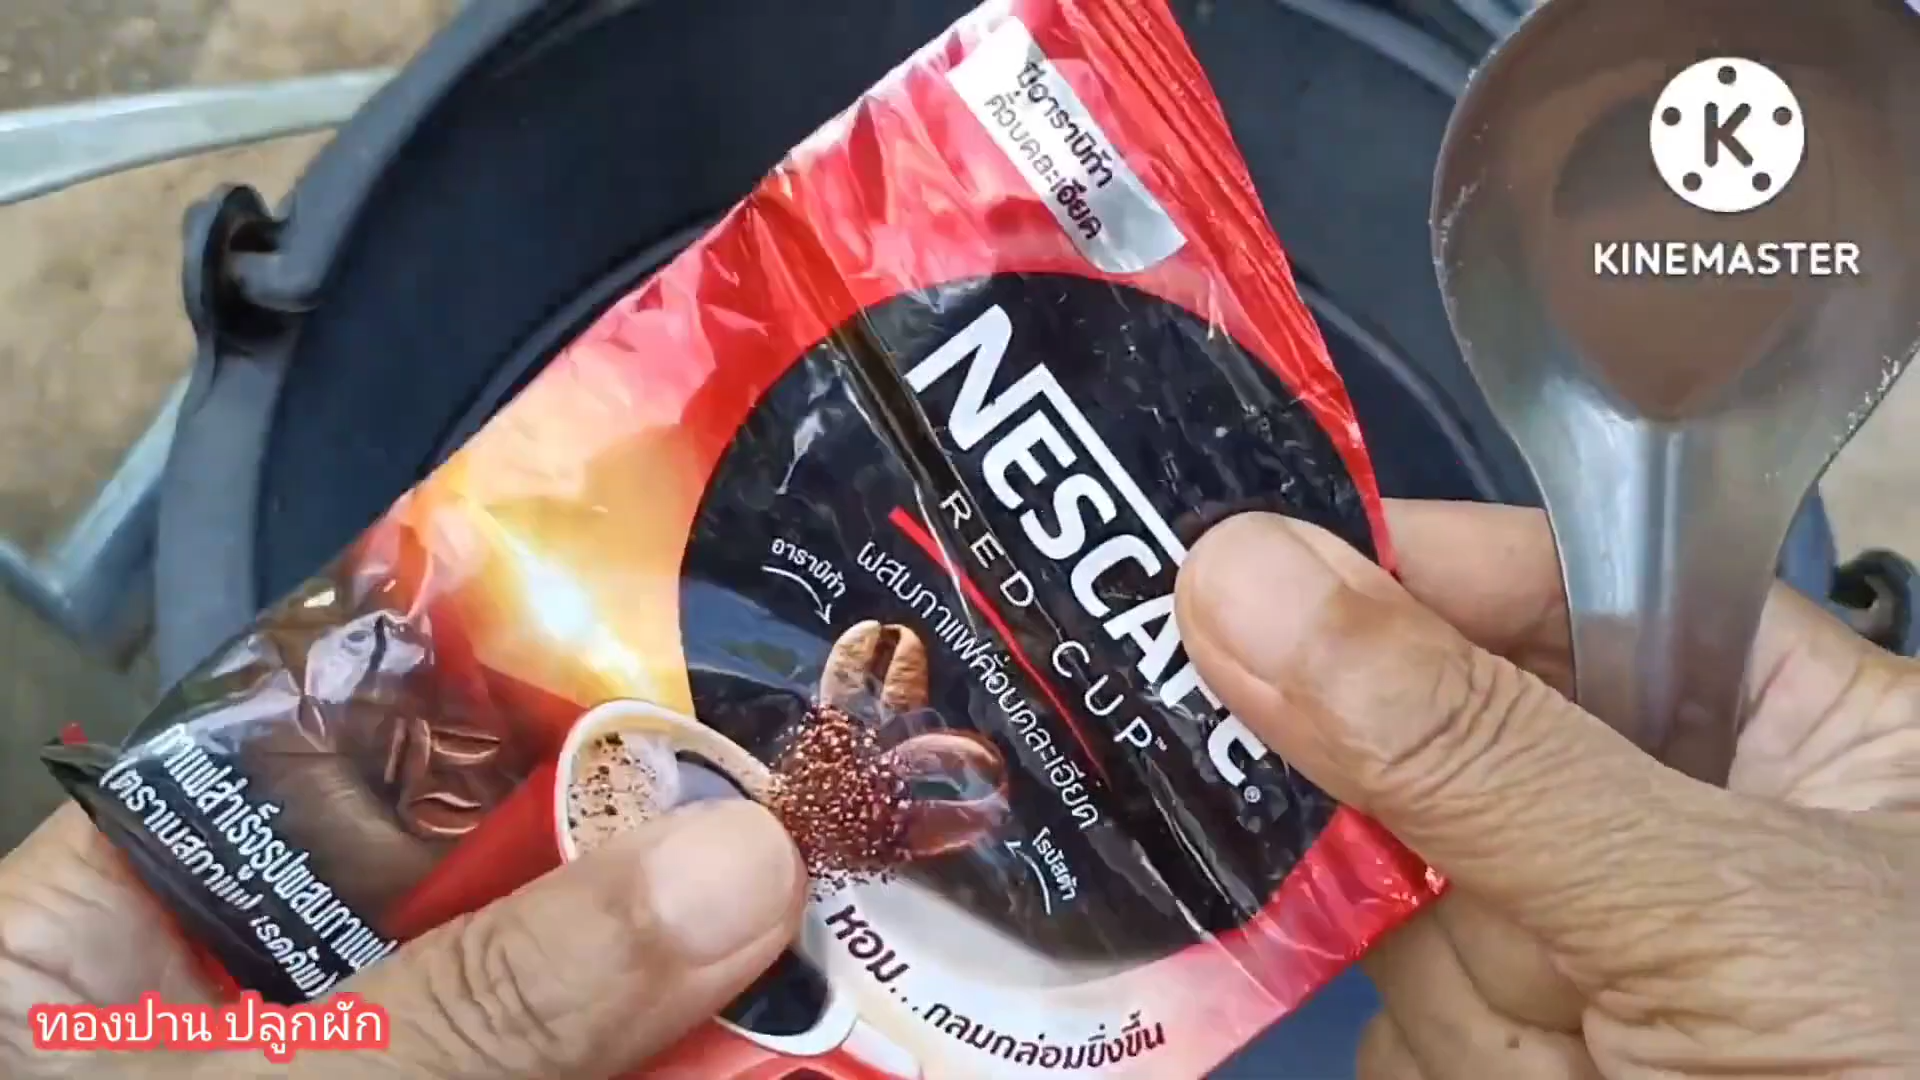 มีอาราบิก้า
คั่วบดละเอียด
KINEMASTER
NESCAFÉ®
RED CUP™
ผสมกาแฟคั่วบดละเอียด
อาราบิก้า
โรบัสต้า
กาแฟสำเร็จรูปผสมกาแฟ
(ตราเนสกาแฟ เรดคัพ)
หอม...กลมกล่อมยิ่งขึ้น
ทองปาน ปลูกผัก